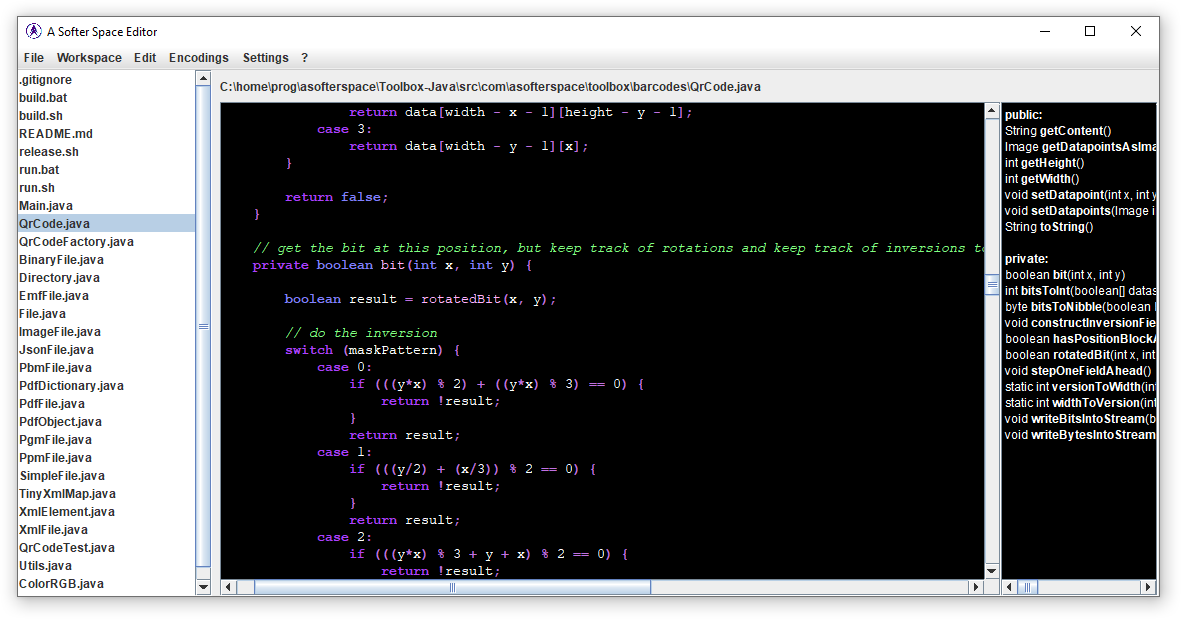 A Softer Space Editor
File Workspace Edit Encodings Settings ?
.gitignore
build.bat
build.sh
README.md
release.sh
run.bat
run.sh
Main.java
QrCode.java
QrCodeFactory.java
BinaryFile.java
Directory.java
EmfFile.java
File.java
ImageFile.java
JsonFile.java
PbmFile.java
PdfDictionary.java
PdfFile.java
PdfObject.java
PgmFile.java
PpmFile.java
SimpleFile.java
TinyXmlMap.java
XmlElement.java
XmlFile.java
QrCodeTest.java
Utils.java
ColorRGB.java
C:\home\prog\asofterspace\Toolbox-Java\src\com\asofterspace\toolbox\barcodes\QrCode.java
return data[width - x - 1][height - y - 1];
case 3:
return data[width - y - 1][x];
}
return false;
}
// get the bit at this position, but keep track of rotations and keep track of inversions to
private boolean bit(int x, int y) {
boolean result = rotatedBit(x, y);
// do the inversion
switch (maskPattern) {
case 0:
if (((y*x) % 2) + ((y*x) % 3) == 0) {
return !result;
}
return result;
case 1:
if (((y/2) + (x/3)) % 2 == 0) {
return !result;
}
return result;
case 2:
if (((y*x) % 3 + y + x) % 2 == 0) {
return !result;
public:
String getContent()
Image getDatapointsAsIma
int getHeight()
int getWidth()
void setDatapoint(int x, int y
void setDatapoints(Image i
String toString()
private:
boolean bit(int x, int y)
int bitsToInt(boolean[] datas
byte bitsToNibble(boolean
void constructInversionFie
boolean hasPositionBlockA
boolean rotatedBit(int x, int
void stepOneFieldAhead()
static int versionToWidth(int
static int widthToVersion(int
void writeBitsIntoStream(b
void writeBytesIntoStream